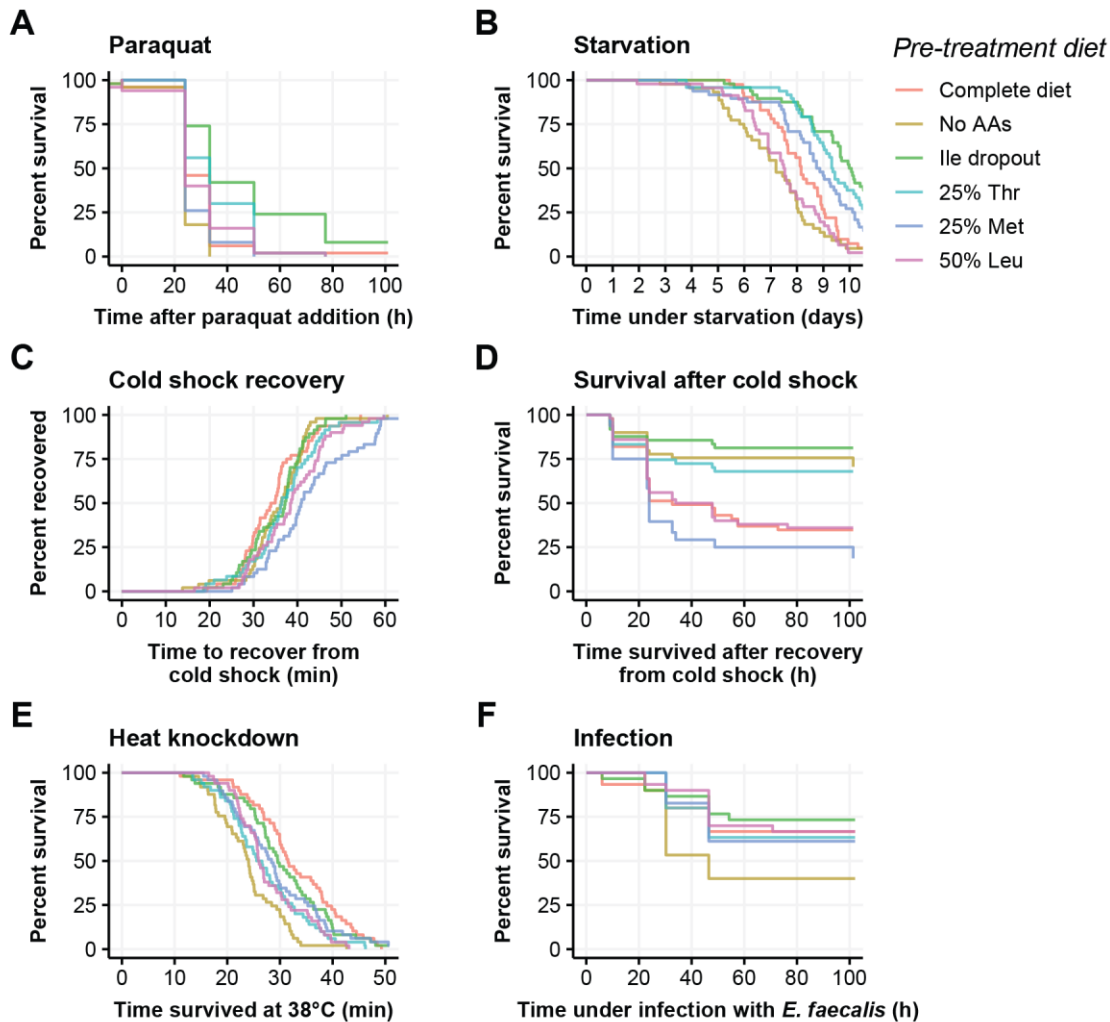 A
Paraquat
Percent survival
100
75
50
25
0
0 20 40 60 80 100
Time after paraquat addition (h)
B
Starvation
Percent survival
100
75
50
25
0
0 1 2 3 4 5 6 7 8 9 10
Time under starvation (days)
Pre-treatment diet
Complete diet
No AAs
Ile dropout
25% Thr
25% Met
50% Leu
C
Cold shock recovery
Percent recovered
100
75
50
25
0
0 10 20 30 40 50 60
Time to recover from
cold shock (min)
D
Survival after cold shock
Percent survival
100
75
50
25
0
0 20 40 60 80 100
Time survived after recovery
from cold shock (h)
E
Heat knockdown
Percent survival
100
75
50
25
0
0 10 20 30 40 50
Time survived at 38°C (min)
F
Infection
Percent survival
100
75
50
25
0
0 20 40 60 80 100
Time under infection with E. faecalis (h)